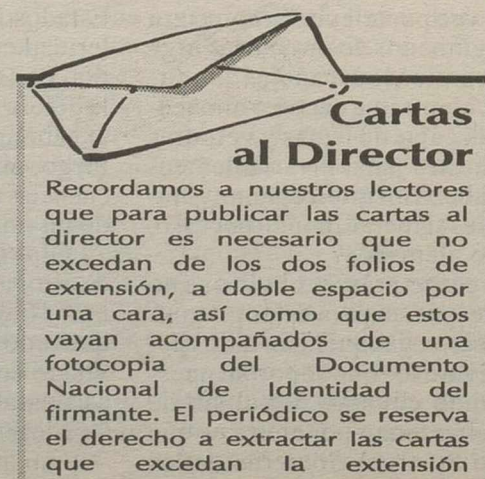 Cartas
al Director
Recordamos a nuestros lectores
que para publicar las cartas al
director es necesario que no
excedan de los dos folios de
extensión, a doble espacio por
una cara, así como que estos
vayan acompañados de una
fotocopia del Documento
Nacional de Identidad del
firmante. El periódico se reserva
el derecho a extractar las cartas
que excedan la extensión